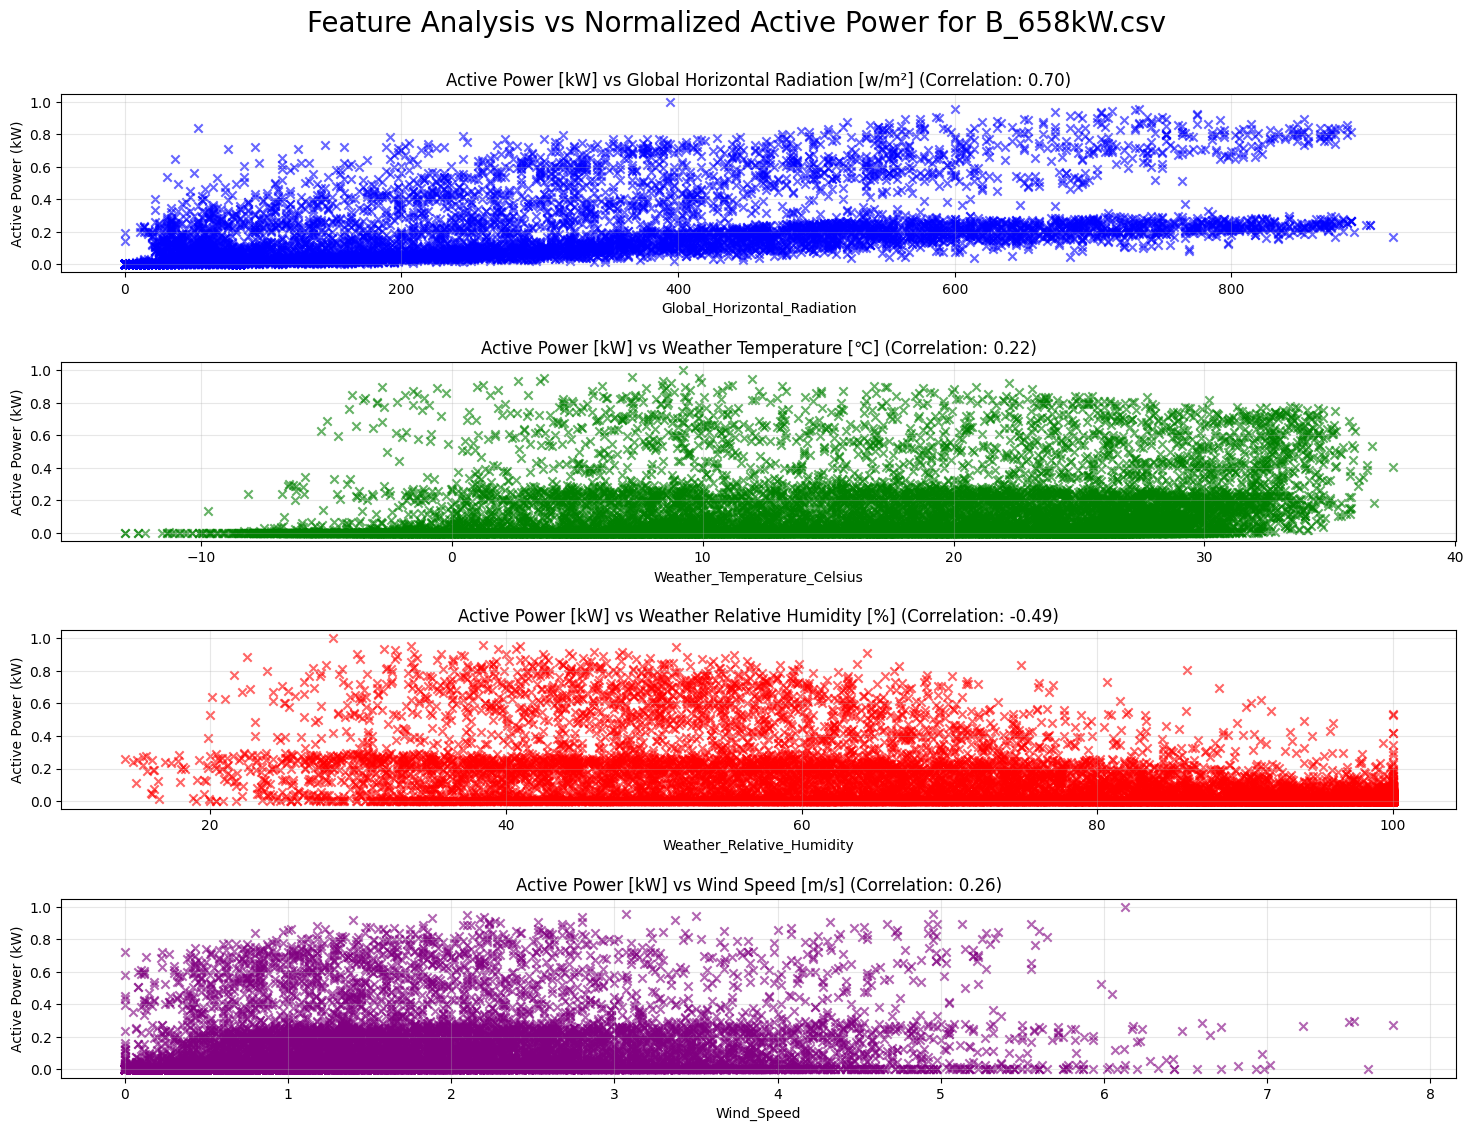 Feature Analysis vs Normalized Active Power for B_658kW.csv
Active Power [kW] vs Global Horizontal Radiation [w/m²] (Correlation: 0.70)
Active Power (kW)
1.0
0.8
0.6
0.4
0.2
0.0
0 200 400 600 800
Global_Horizontal_Radiation
Active Power [kW] vs Weather Temperature [℃] (Correlation: 0.22)
Active Power (kW)
1.0
0.8
0.6
0.4
0.2
0.0
−10 0 10 20 30 40
Weather_Temperature_Celsius
Active Power [kW] vs Weather Relative Humidity [%] (Correlation: -0.49)
Active Power (kW)
1.0
0.8
0.6
0.4
0.2
0.0
20 40 60 80 100
Weather_Relative_Humidity
Active Power [kW] vs Wind Speed [m/s] (Correlation: 0.26)
Active Power (kW)
1.0
0.8
0.6
0.4
0.2
0.0
0 1 2 3 4 5 6 7 8
Wind_Speed